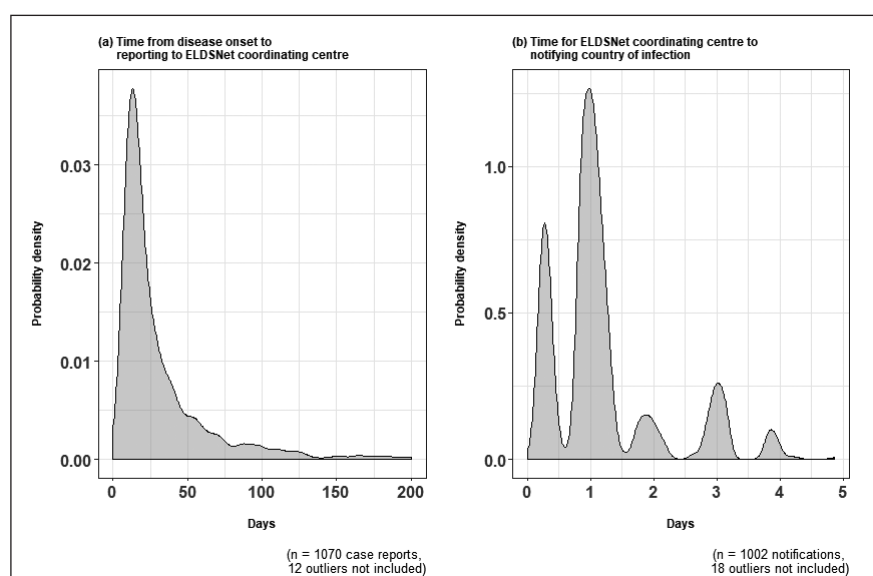 (a) Time from disease onset to
reporting to ELDSNet coordinating centre
0.03
0.02
0.01
0.00
Probability density
0
50
100
150
200
Days
(n = 1070 case reports,
12 outliers not included)
(b) Time for ELDSNet coordinating centre to
notifying country of infection
1.0
0.5
0.0
Probability density
0
1
2
3
4
5
Days
(n = 1002 notifications,
18 outliers not included)